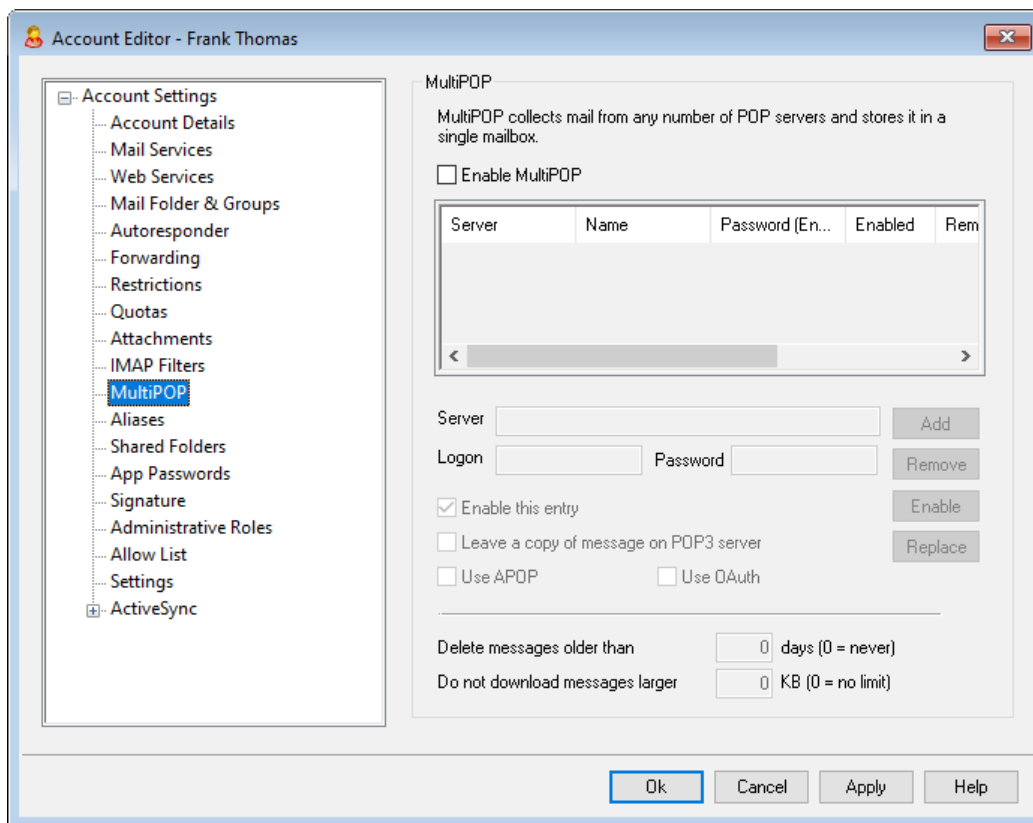 Account Editor - Frank Thomas
Account Settings
Account Details
Mail Services
Web Services
Mail Folder & Groups
Autoresponder
Forwarding
Restrictions
Quotas
Attachments
IMAP Filters
MultiPOP
Aliases
Shared Folders
App Passwords
Signature
Administrative Roles
Allow List
Settings
ActiveSync
MultiPOP
MultiPOP collects mail from any number of POP servers and stores it in a
single mailbox.
Enable MultiPOP
Server Name Password (En... Enabled Rem
Server Add
Logon Password Remove
Enable this entry Enable
Leave a copy of message on POP3 server Replace
Use APOP Use OAuth
Delete messages older than 0 days (0 = never)
Do not download messages larger 0 KB (0 = no limit)
Ok Cancel Apply Help